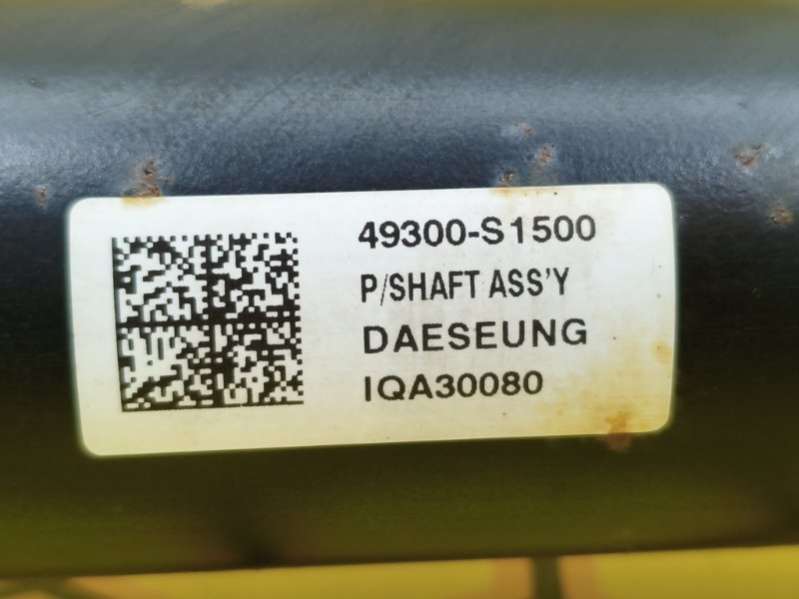 49300-S1500
P/SHAFT ASS'Y
DAESEUNG
IQA30080